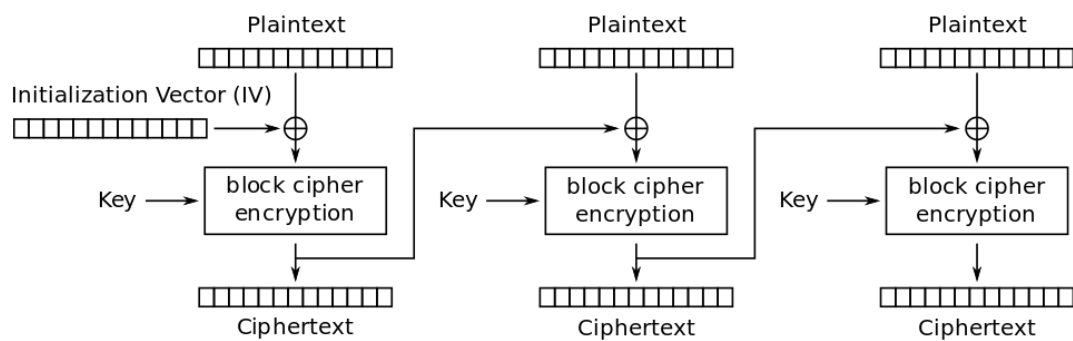 Plaintext
Plaintext
Plaintext
Initialization Vector (IV)
Key
block cipher
encryption
Key
block cipher
encryption
Key
block cipher
encryption
Ciphertext
Ciphertext
Ciphertext